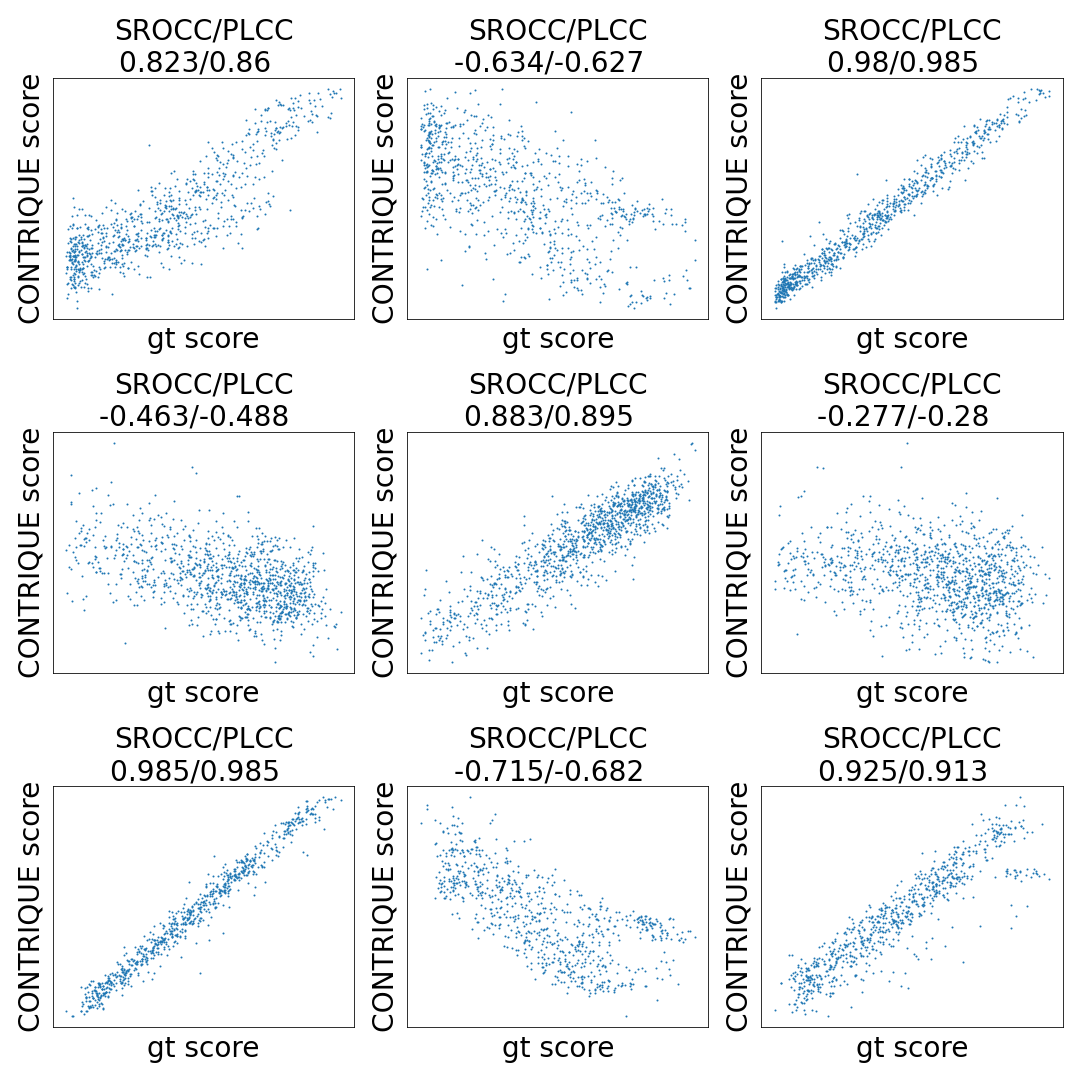 SROCC/PLCC
0.823/0.86
CONTRIQUE score
gt score
SROCC/PLCC
-0.634/-0.627
CONTRIQUE score
gt score
SROCC/PLCC
0.98/0.985
CONTRIQUE score
gt score
SROCC/PLCC
-0.463/-0.488
CONTRIQUE score
gt score
SROCC/PLCC
0.883/0.895
CONTRIQUE score
gt score
SROCC/PLCC
-0.277/-0.28
CONTRIQUE score
gt score
SROCC/PLCC
0.985/0.985
CONTRIQUE score
gt score
SROCC/PLCC
-0.715/-0.682
CONTRIQUE score
gt score
SROCC/PLCC
0.925/0.913
CONTRIQUE score
gt score